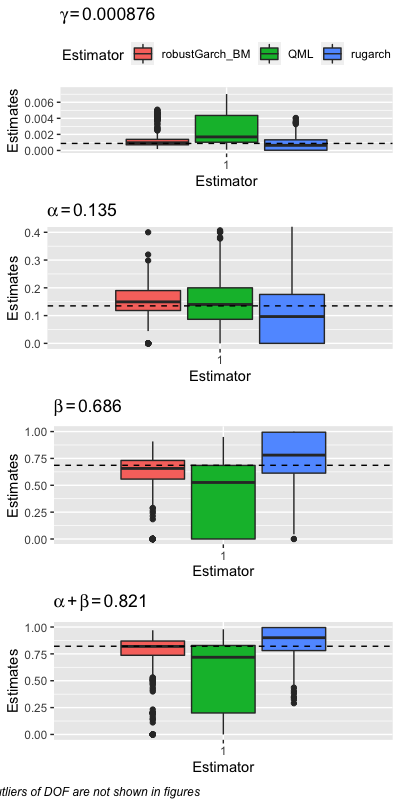 γ = 0.000876
Estimator robustGarch_BM QML rugarch
Estimates
0.006
0.004
0.002
0.000
1
Estimator
α = 0.135
Estimates
0.4
0.3
0.2
0.1
0.0
1
Estimator
β = 0.686
Estimates
1.00
0.75
0.50
0.25
0.00
1
Estimator
α + β = 0.821
Estimates
1.00
0.75
0.50
0.25
0.00
1
Estimator
utliers of DOF are not shown in figures